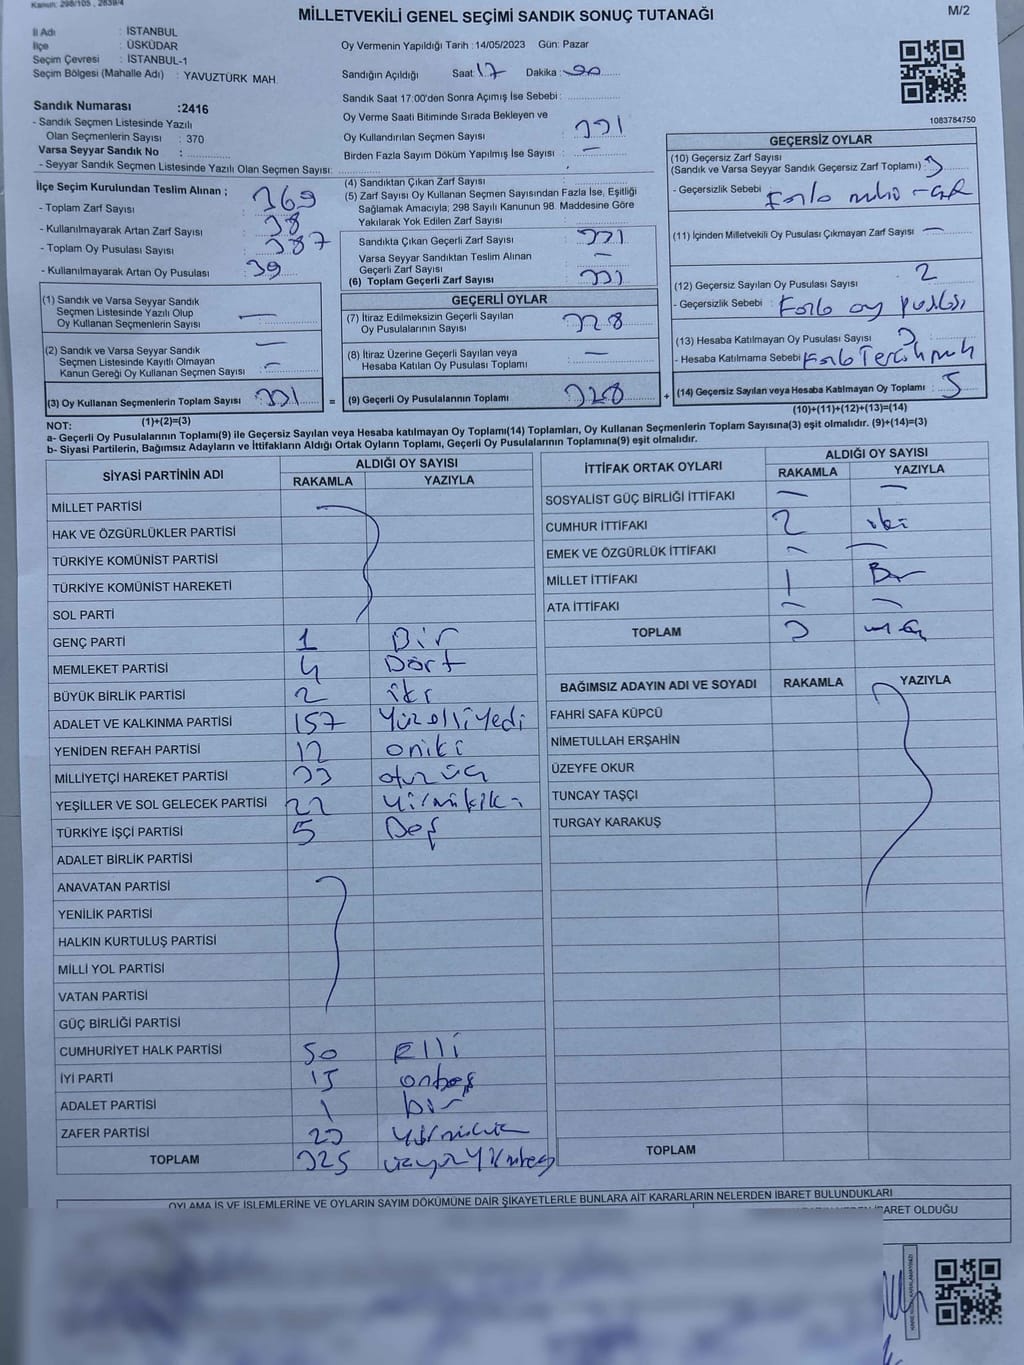 Kanun: 298/105 , 2839/4
MİLLETVEKİLİ GENEL SEÇİMİ SANDIK SONUÇ TUTANAĞI
M/2
İl Adı : İSTANBUL
İlçe : ÜSKÜDAR
Seçim Çevresi : İSTANBUL-1
Seçim Bölgesi (Mahalle Adı) : YAVUZTÜRK MAH.
Oy Vermenin Yapıldığı Tarih : 14/05/2023 Gün: Pazar
Sandığın Açıldığı Saat 17 Dakika : 00
Sandık Saat 17:00'den Sonra Açımış İse Sebebi:
Sandık Numarası :2416
- Sandık Seçmen Listesinde Yazılı
Olan Seçmenlerin Sayısı : 370
Varsa Seyyar Sandık No :
- Seyyar Sandık Seçmen Listesinde Yazılı Olan Seçmen Sayısı:
Oy Verme Saati Bitiminde Sırada Bekleyen ve
Oy Kullandırılan Seçmen Sayısı : 331
Birden Fazla Sayım Döküm Yapılmış İse Sayısı : —
1083784750
İlçe Seçim Kurulundan Teslim Alınan ;
- Toplam Zarf Sayısı : 369
- Kullanılmayarak Artan Zarf Sayısı : 38
- Toplam Oy Pusulası Sayısı : 387
- Kullanılmayarak Artan Oy Pusulası : 39
(4) Sandıktan Çıkan Zarf Sayısı :
(5) Zarf Sayısı Oy Kullanan Seçmen Sayısından Fazla İse, Eşitliği
Sağlamak Amacıyla; 298 Sayılı Kanunun 98. Maddesine Göre
Yakılarak Yok Edilen Zarf Sayısı :
Sandıkta Çıkan Geçerli Zarf Sayısı : 331
Varsa Seyyar Sandıktan Teslim Alınan
Geçerli Zarf Sayısı : —
(6) Toplam Geçerli Zarf Sayısı : 331
GEÇERSİZ OYLAR
(10) Geçersiz Zarf Sayısı
(Sandık ve Varsa Seyyar Sandık Geçersiz Zarf Toplamı) :
- Geçersizlik Sebebi :
(11) İçinden Milletvekili Oy Pusulası Çıkmayan Zarf Sayısı : —
(12) Geçersiz Sayılan Oy Pusulası Sayısı : 2
- Geçersizlik Sebebi : Fazla oy pusulası
(13) Hesaba Katılmayan Oy Pusulası Sayısı : 3
- Hesaba Katmama Sebebi : Fazla Tercih
(14) Geçersiz Sayılan veya Hesaba Katılmayan Oy Toplamı : 5
(10)+(11)+(12)+(13)=(14)
(1) Sandık ve Varsa Seyyar Sandık
Seçmen Listesinde Yazılı Olup
Oy Kullanan Seçmenlerin Sayısı : —
(2) Sandık ve Varsa Seyyar Sandık
Seçmen Listesinde Kayıtlı Olmayan
Kanun Gereği Oy Kullanan Seçmen Sayısı : —
(3) Oy Kullanan Seçmenlerin Toplam Sayısı : 331 =
(1)+(2)=(3)
GEÇERLİ OYLAR
(7) İtiraz Edilmeksizin Geçerli Sayılan
Oy Pusulalarının Sayısı : 328
(8) İtiraz Üzerine Geçerli Sayılan veya
Hesaba Katılan Oy Pusulası Toplamı : —
(9) Geçerli Oy Pusulalarının Toplamı : 328 +
NOT:
a- Geçerli Oy Pusulaları Toplamı(9) ile Geçersiz Sayılan veya Hesaba katılmayan Oy Toplamı(14) Toplamları, Oy Kullanan Seçmenlerin Toplam Sayısına(3) eşit olmalıdır. (9)+(14)=(3)
b- Siyasi Partilerin, Bağımsız Adayların ve İttifakların Aldığı Ortak Oyların Toplamı, Geçerli Oy Pusulalarının Toplamına(9) eşit olmalıdır.
SİYASİ PARTİNİN ADI ALDIĞI OY SAYISI
RAKAMLA YAZIYLA
MİLLET PARTİSİ
HAK VE ÖZGÜRLÜKLER PARTİSİ
TÜRKİYE KOMÜNİST PARTİSİ
TÜRKİYE KOMÜNİST HAREKETİ
SOL PARTİ
GENÇ PARTİ 1 Bir
MEMLEKET PARTİSİ 4 Dört
BÜYÜK BİRLİK PARTİSİ 2 iki
ADALET VE KALKINMA PARTİSİ 157 Yüzelliyedi
YENİDEN REFAH PARTİSİ 12 oniki
MİLLİYETÇİ HAREKET PARTİSİ 33 otuzüç
YEŞİLLER VE SOL GELECEK PARTİSİ 22 Yirmiiki
TÜRKİYE İŞÇİ PARTİSİ 5 Beş
ADALET BİRLİK PARTİSİ
ANAVATAN PARTİSİ
YENİLİK PARTİSİ
HALKIN KURTULUŞ PARTİSİ
MİLLİ YOL PARTİSİ
VATAN PARTİSİ
GÜÇ BİRLİĞİ PARTİSİ
CUMHURİYET HALK PARTİSİ 50 Elli
İYİ PARTİ 15 onbeş
ADALET PARTİSİ 1 bir
ZAFER PARTİSİ 23
TOPLAM 325 üçyüzyirmibeş
İTTİFAK ORTAK OYLARI ALDIĞI OY SAYISI
RAKAMLA YAZIYLA
SOSYALİST GÜÇ BİRLİĞİ İTTİFAKI — —
CUMHUR İTTİFAKI 2 iki
EMEK VE ÖZGÜRLÜK İTTİFAKI — —
MİLLET İTTİFAKI 1 Bir
ATA İTTİFAKI — —
TOPLAM 3 üç
BAĞIMSIZ ADAYIN ADI VE SOYADI RAKAMLA YAZIYLA
FAHRİ SAFA KÜPCÜ
NİMETULLAH ERŞAHİN
ÜZEYFE OKUR
TUNCAY TAŞÇI
TURGAY KARAKUŞ
TOPLAM
OYLAMA İŞ VE İŞLEMLERİNE VE OYLARIN SAYIM DÖKÜMÜNE DAİR ŞİKAYETLERLE BUNLARA AİT KARARLARIN NELERDEN İBARET BULUNDUKLARI
BARET OLDUĞU